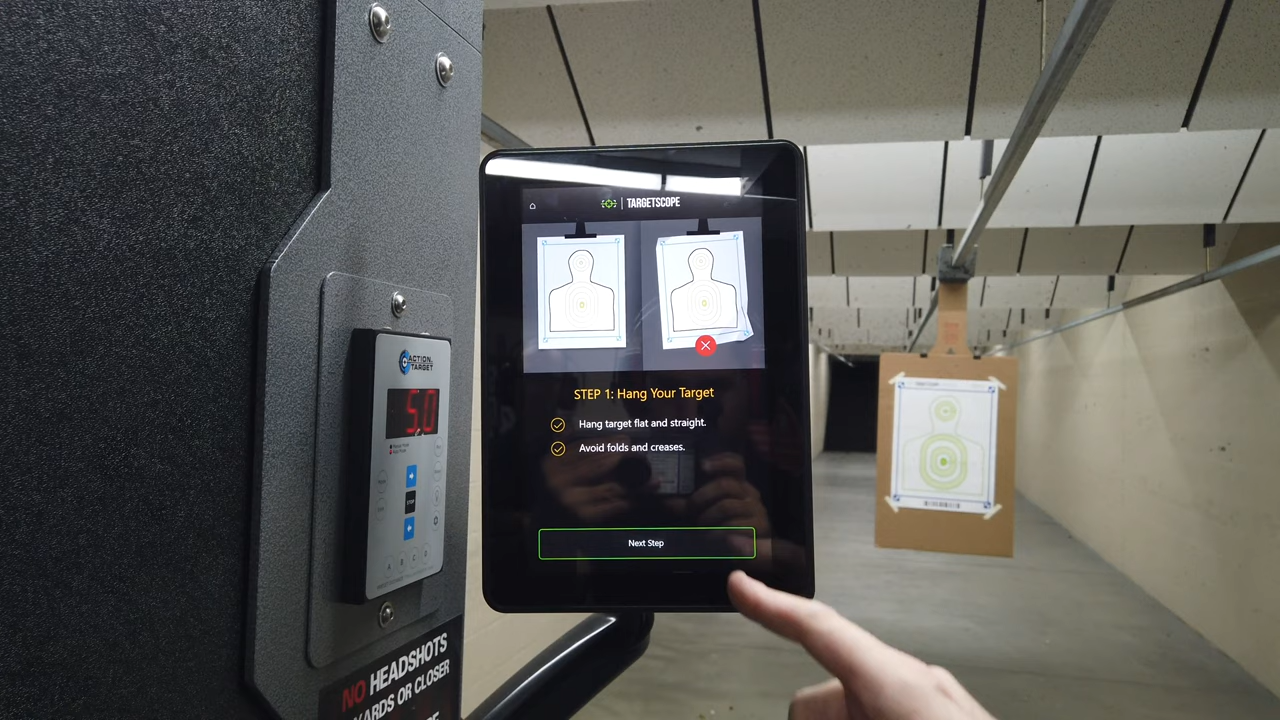 TARGETSCOPE
STEP 1: Hang Your Target
Hang target flat and straight.
Avoid folds and creases.
Next Step
ACTION
TARGET
5.0
STOP
A B C D
NO HEADSHOTS
YARDS OR CLOSER